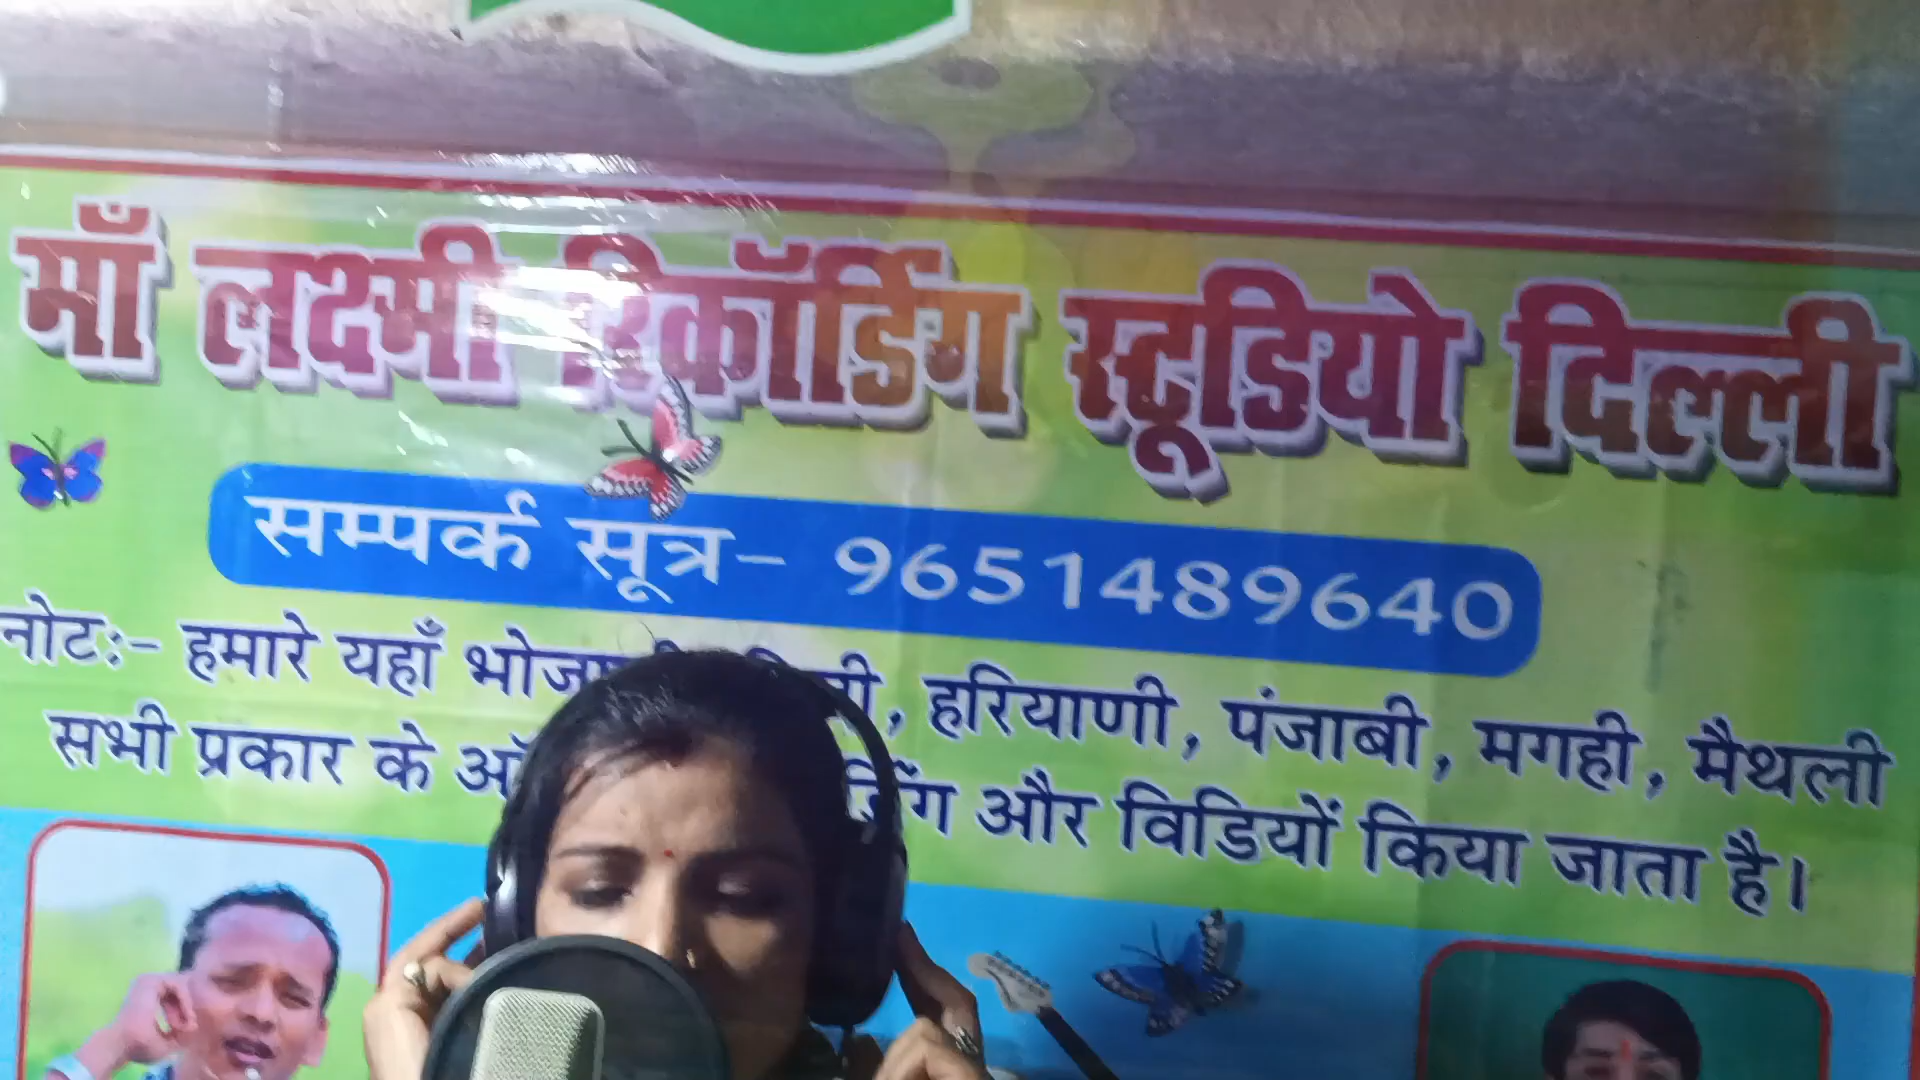 माँ लक्ष्मी रिकॉर्डिंग स्टूडियो दिल्ली
सम्पर्क सूत्र- 9651489640
नोटः- हमारे यहाँ , हरियाणी, पंजाबी, मगही, मैथली
सभी प्रकार के और विडियों किया जाता है।